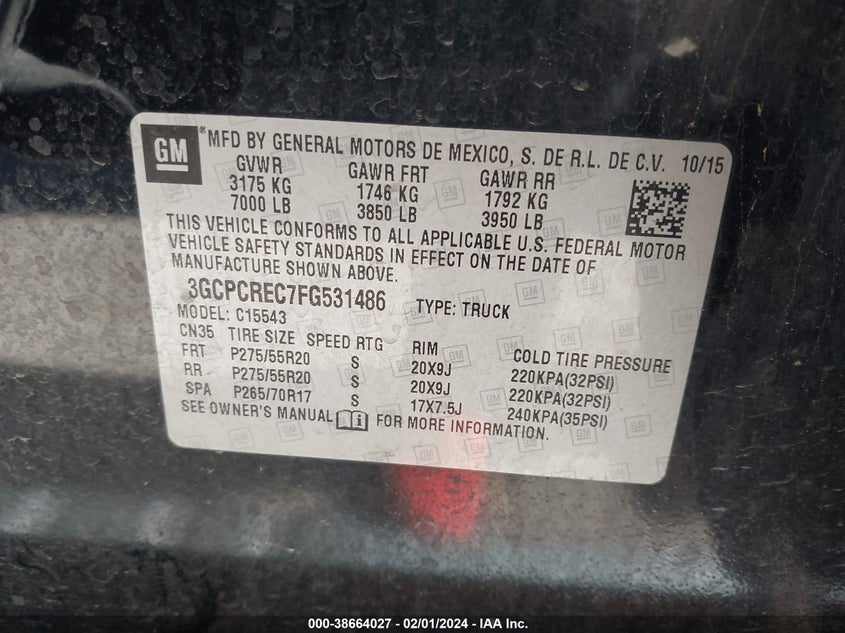 GM ® MFD BY GENERAL MOTORS DE MEXICO, S. DE R.L. DE C.V. 10/15
GVWR GAWR FRT GAWR RR
3175 KG 1746 KG 1792 KG
7000 LB 3850 LB 3950 LB
THIS VEHICLE CONFORMS TO ALL APPLICABLE U.S. FEDERAL MOTOR
VEHICLE SAFETY STANDARDS IN EFFECT ON THE DATE OF
MANUFACTURE SHOWN ABOVE.
3GCPCREC7FG531486 TYPE: TRUCK
MODEL: C15543
CN35 TIRE SIZE SPEED RTG RIM COLD TIRE PRESSURE
FRT P275/55R20 S 20X9J 220KPA(32PSI)
RR P275/55R20 S 20X9J 220KPA(32PSI)
SPA P265/70R17 S 17X7.5J 240KPA(35PSI)
SEE OWNER'S MANUAL FOR MORE INFORMATION.
000-38664027 - 02/01/2024 - IAA Inc.